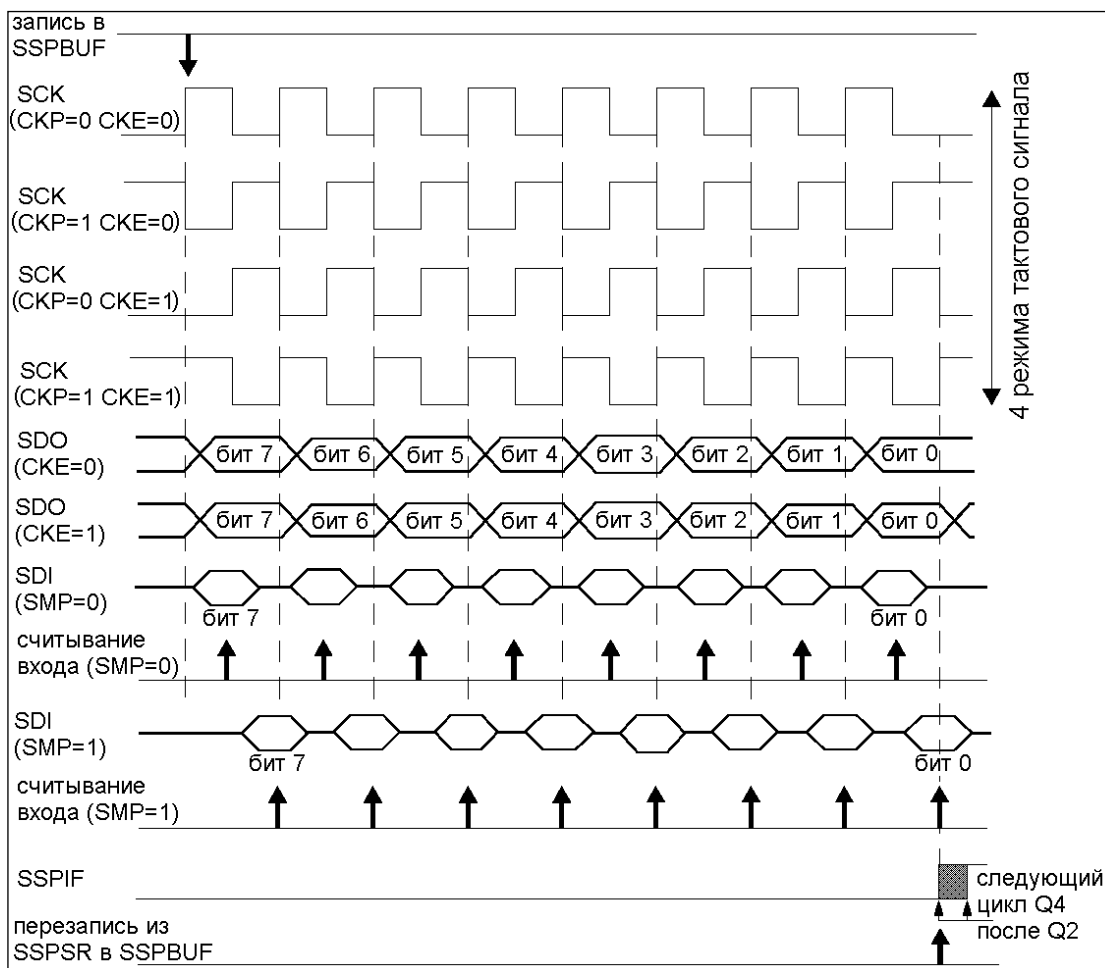 запись в
SSPBUF
SCK
(CKP=0 CKE=0)
SCK
(CKP=1 CKE=0)
SCK
(CKP=0 CKE=1)
SCK
(CKP=1 CKE=1)
4 режима тактового сигнала
SDO
(CKE=0)
бит 7 бит 6 бит 5 бит 4 бит 3 бит 2 бит 1 бит 0
SDO
(CKE=1)
бит 7 бит 6 бит 5 бит 4 бит 3 бит 2 бит 1 бит 0
SDI
(SMP=0)
бит 7 бит 0
считывание
входа (SMP=0)
SDI
(SMP=1)
бит 7 бит 0
считывание
входа (SMP=1)
SSPIF
следующий
цикл Q4
после Q2
перезапись из
SSPSR в SSPBUF